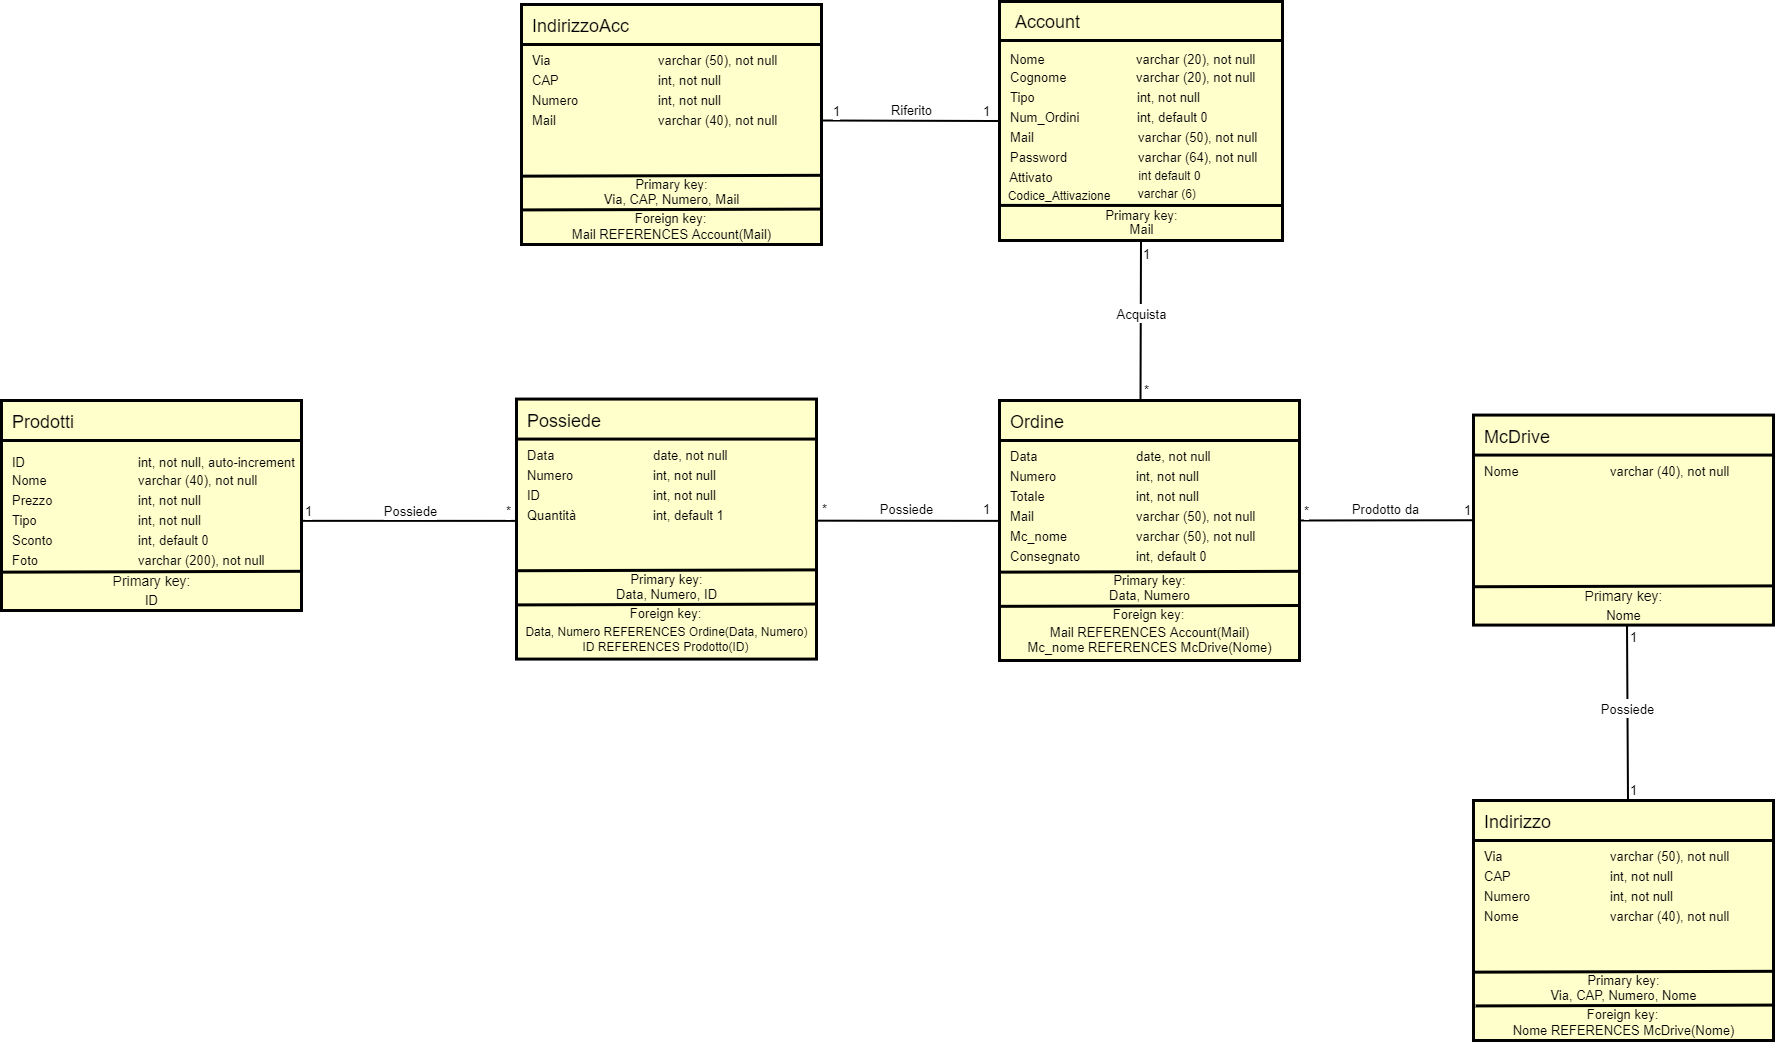 IndirizzoAcc
Via varchar (50), not null
CAP int, not null
Numero int, not null
Mail varchar (40), not null
Primary key:
Via, CAP, Numero, Mail
Foreign key:
Mail REFERENCES Account(Mail)
1 Riferito 1
Account
Nome varchar (20), not null
Cognome varchar (20), not null
Tipo int, not null
Num_Ordini int, default 0
Mail varchar (50), not null
Password varchar (64), not null
Attivato int default 0
Codice_Attivazione varchar (6)
Primary key:
Mail
1
Acquista
*
Prodotti
ID int, not null, auto-increment
Nome varchar (40), not null
Prezzo int, not null
Tipo int, not null
Sconto int, default 0
Foto varchar (200), not null
Primary key:
ID
1 Possiede *
Possiede
Data date, not null
Numero int, not null
ID int, not null
Quantità int, default 1
Primary key:
Data, Numero, ID
Foreign key:
Data, Numero REFERENCES Ordine(Data, Numero)
ID REFERENCES Prodotto(ID)
* Possiede 1
Ordine
Data date, not null
Numero int, not null
Totale int, not null
Mail varchar (50), not null
Mc_nome varchar (50), not null
Consegnato int, default 0
Primary key:
Data, Numero
Foreign key:
Mail REFERENCES Account(Mail)
Mc_nome REFERENCES McDrive(Nome)
* Prodotto da 1
McDrive
Nome varchar (40), not null
Primary key:
Nome
1
Possiede
1
Indirizzo
Via varchar (50), not null
CAP int, not null
Numero int, not null
Nome varchar (40), not null
Primary key:
Via, CAP, Numero, Nome
Foreign key:
Nome REFERENCES McDrive(Nome)